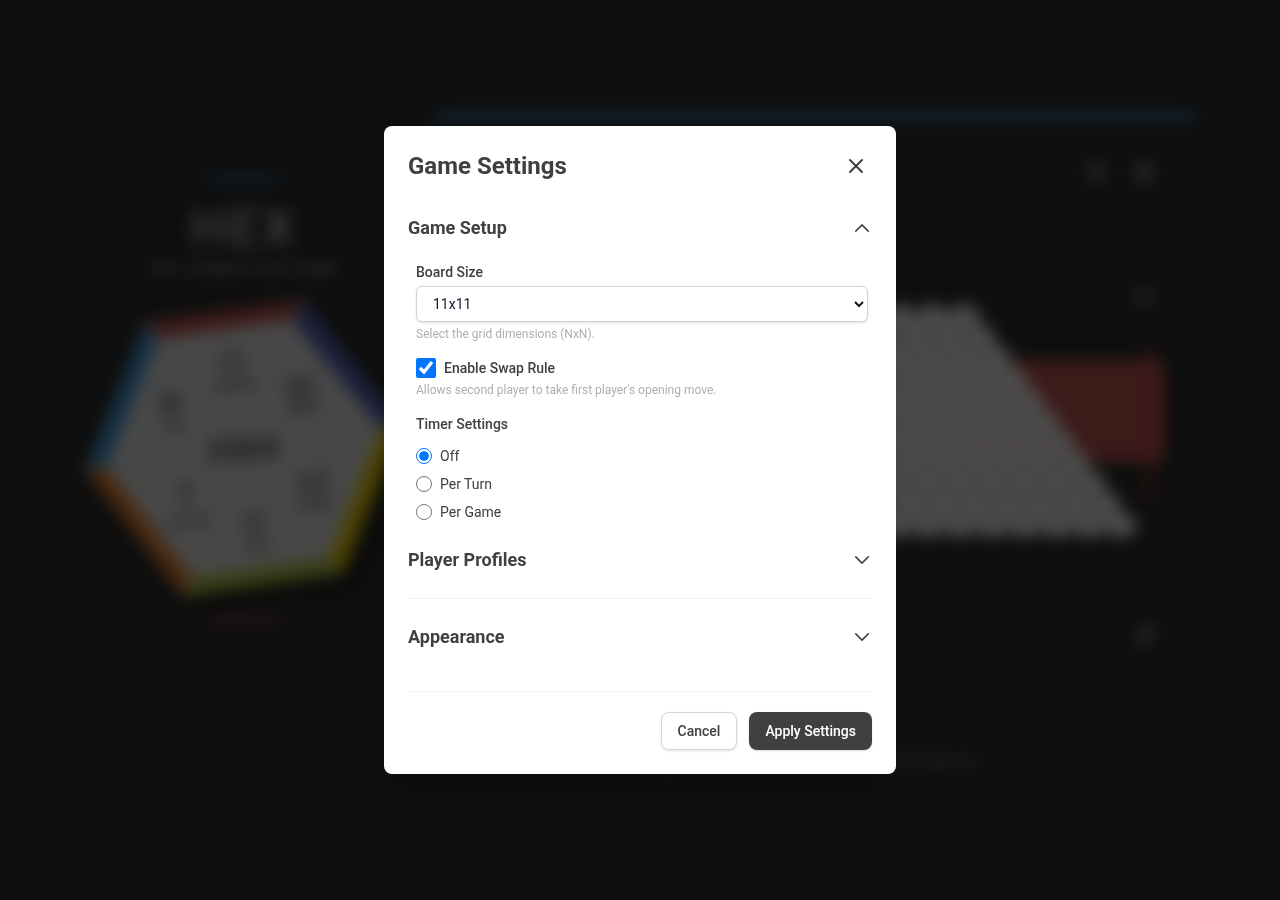 Game Settings
Game Setup
Board Size
11x11
Select the grid dimensions (NxN).
Enable Swap Rule
Allows second player to take first player's opening move.
Timer Settings
Off
Per Turn
Per Game
Player Profiles
Appearance
Cancel
Apply Settings
HEX